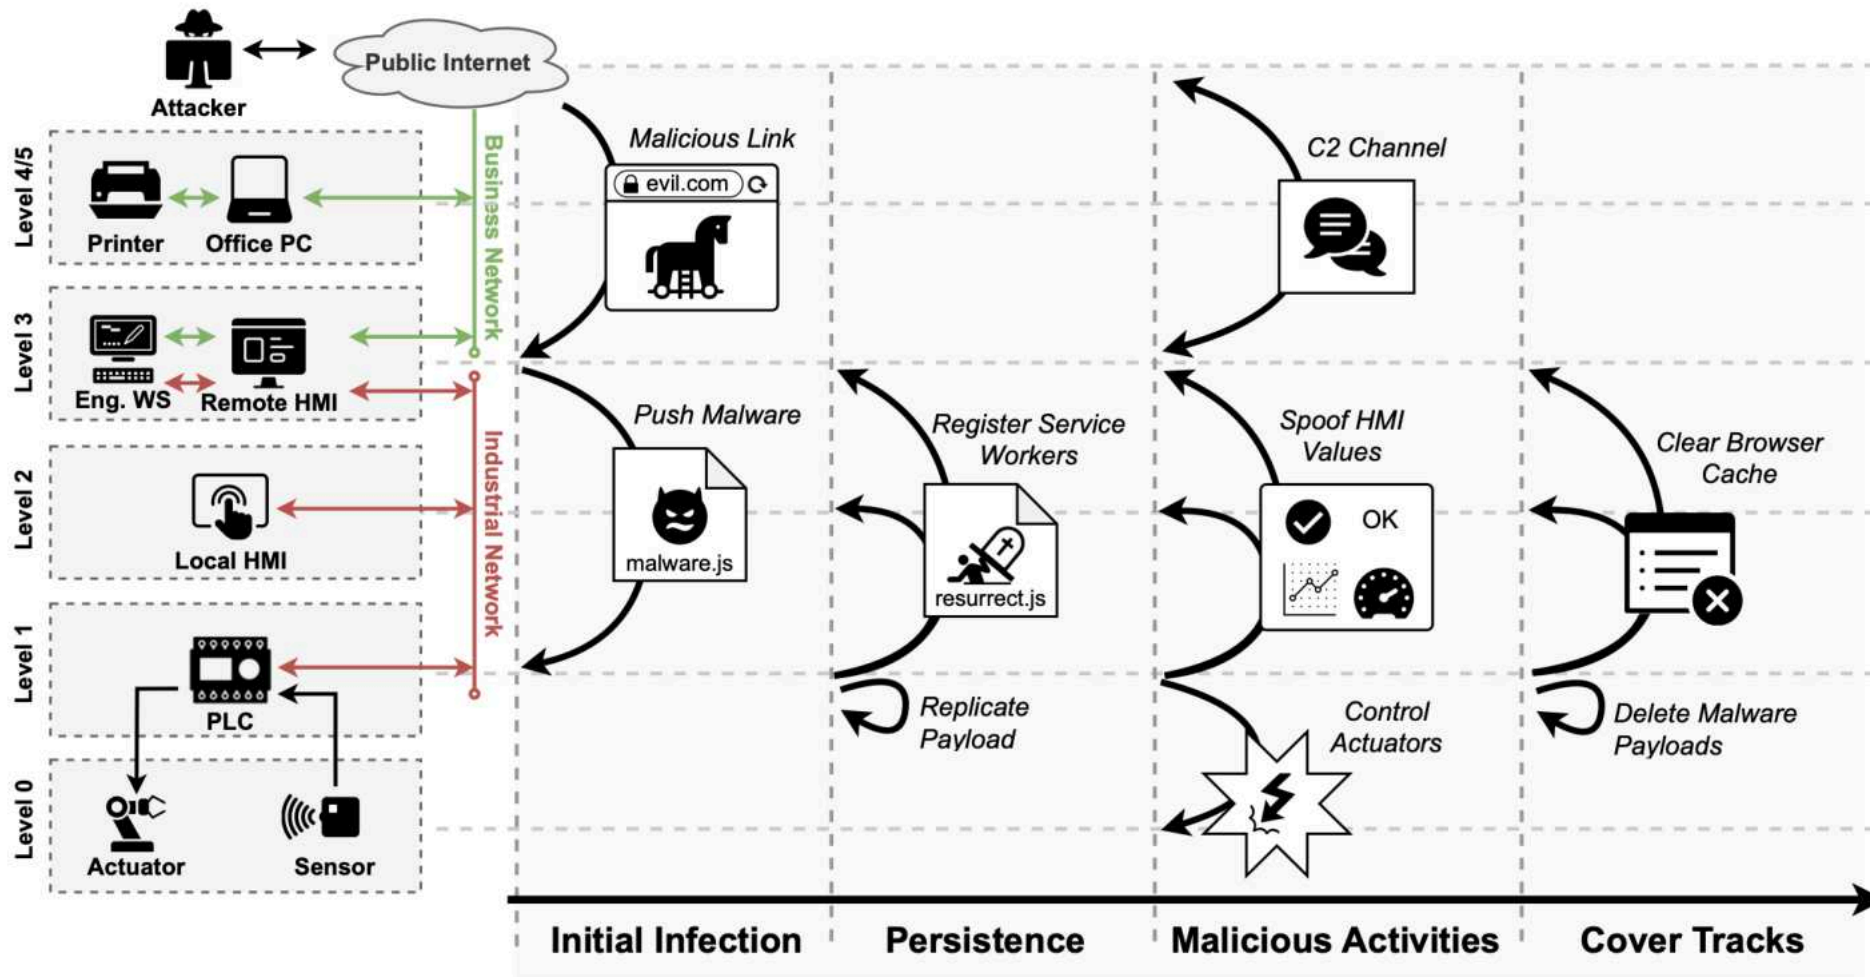 Public Internet
Attacker
Level 4/5
Printer
Office PC
Business Network
Level 3
Eng. WS
Remote HMI
Industrial Network
Level 2
Local HMI
Level 1
PLC
Level 0
Actuator
Sensor
Malicious Link
evil.com
Push Malware
malware.js
Register Service
Workers
resurrect.js
Replicate
Payload
C2 Channel
Spoof HMI
Values
OK
Control
Actuators
Clear Browser
Cache
Delete Malware
Payloads
Initial Infection
Persistence
Malicious Activities
Cover Tracks